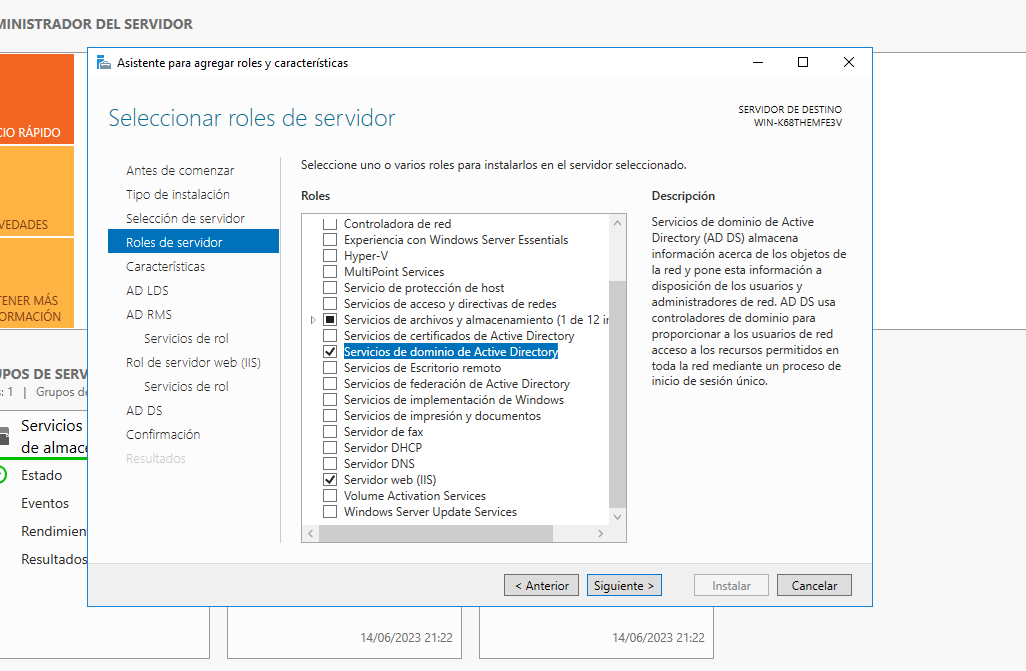 MINISTRADOR DEL SERVIDOR
CIO RÁPIDO
VEDADES
TENER MÁS
ORMACIÓN
UPOS DE SERV
s: 1 | Grupos de
Servicios
de almace
Estado
Eventos
Rendimien
Resultados
Asistente para agregar roles y características
Seleccionar roles de servidor
SERVIDOR DE DESTINO
WIN-K68THEMFE3V
Antes de comenzar
Tipo de instalación
Selección de servidor
Roles de servidor
Características
AD LDS
AD RMS
Servicios de rol
Rol de servidor web (IIS)
Servicios de rol
AD DS
Confirmación
Resultados
Seleccione uno o varios roles para instalarlos en el servidor seleccionado.
Roles
Controladora de red
Experiencia con Windows Server Essentials
Hyper-V
MultiPoint Services
Servicio de protección de host
Servicios de acceso y directivas de redes
Servicios de archivos y almacenamiento (1 de 12 in
Servicios de certificados de Active Directory
Servicios de dominio de Active Directory
Servicios de Escritorio remoto
Servicios de federación de Active Directory
Servicios de implementación de Windows
Servicios de impresión y documentos
Servidor de fax
Servidor DHCP
Servidor DNS
Servidor web (IIS)
Volume Activation Services
Windows Server Update Services
Descripción
Servicios de dominio de Active
Directory (AD DS) almacena
información acerca de los objetos de
la red y pone esta información a
disposición de los usuarios y
administradores de red. AD DS usa
controladores de dominio para
proporcionar a los usuarios de red
acceso a los recursos permitidos en
toda la red mediante un proceso de
inicio de sesión único.
< Anterior
Siguiente >
Instalar
Cancelar
14/06/2023 21:22
14/06/2023 21:22